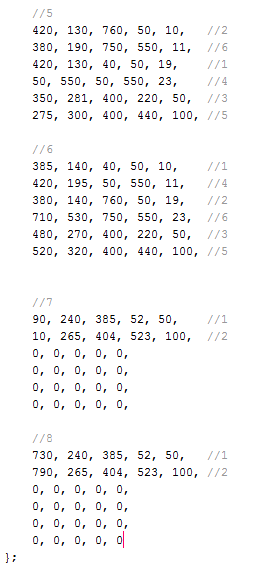 //5
420, 130, 760, 50, 10, //2
380, 190, 750, 550, 11, //6
420, 130, 40, 50, 19, //1
50, 550, 50, 550, 23, //4
350, 281, 400, 220, 50, //3
275, 300, 400, 440, 100, //5
//6
385, 140, 40, 50, 10, //1
420, 195, 50, 550, 11, //4
380, 140, 760, 50, 19, //2
710, 530, 750, 550, 23, //6
480, 270, 400, 220, 50, //3
520, 320, 400, 440, 100, //5
//7
90, 240, 385, 52, 50, //1
10, 265, 404, 523, 100, //2
0, 0, 0, 0, 0,
0, 0, 0, 0, 0,
0, 0, 0, 0, 0,
0, 0, 0, 0, 0,
//8
730, 240, 385, 52, 50, //1
790, 265, 404, 523, 100, //2
0, 0, 0, 0, 0,
0, 0, 0, 0, 0,
0, 0, 0, 0, 0,
0, 0, 0, 0, 0
};